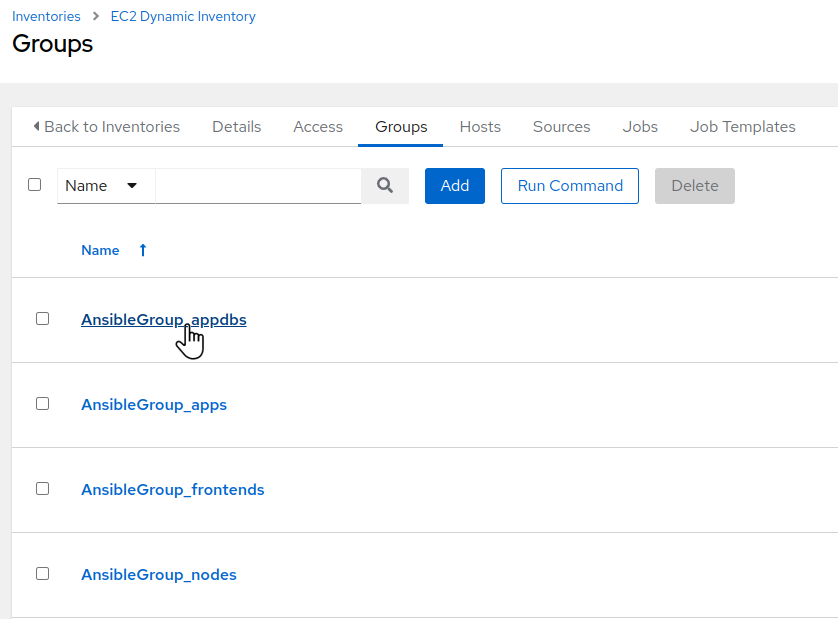 Inventories > EC2 Dynamic Inventory
Groups
Back to Inventories Details Access Groups Hosts Sources Jobs Job Templates
Name Add Run Command Delete
Name
AnsibleGroup_appdbs
AnsibleGroup_apps
AnsibleGroup_frontends
AnsibleGroup_nodes